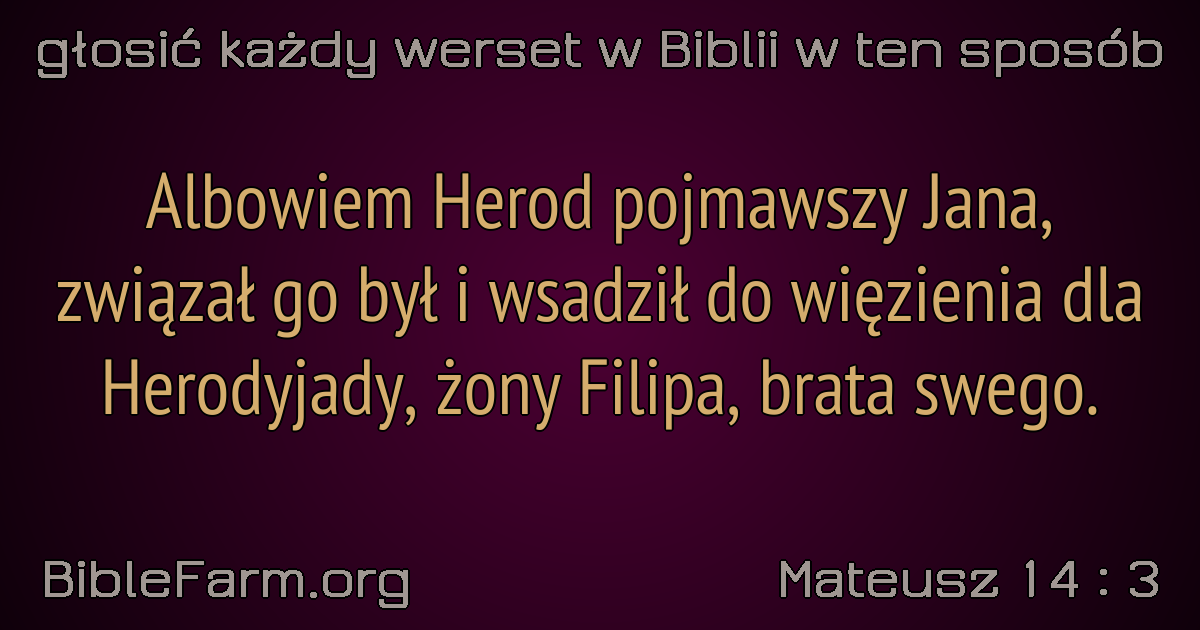 głosić każdy werset w Biblii w ten sposób
Albowiem Herod pojmawszy Jana,
związał go był i wsadził do więzienia dla
Herodyjady, żony Filipa, brata swego.
BibleFarm.org
Mateusz 14 : 3